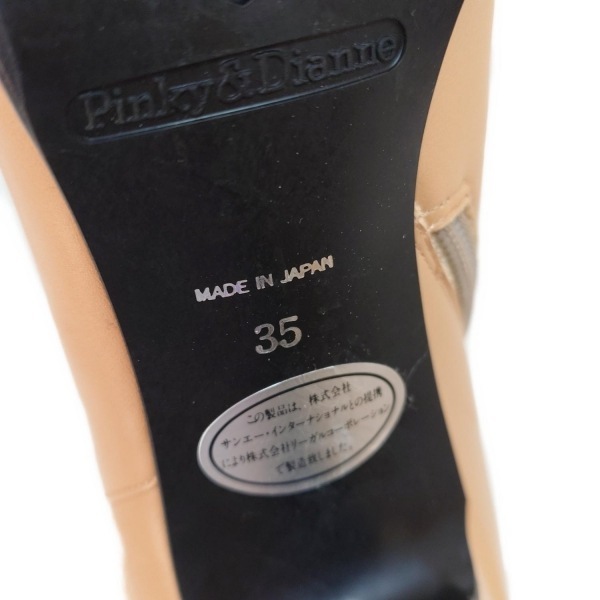 Pinky&Dianne
MADE IN JAPAN
35
この製品は、株式会社
サンエー・インターナショナルとの提携
により株式会社リーガルコーポレーション
で製造致しました。